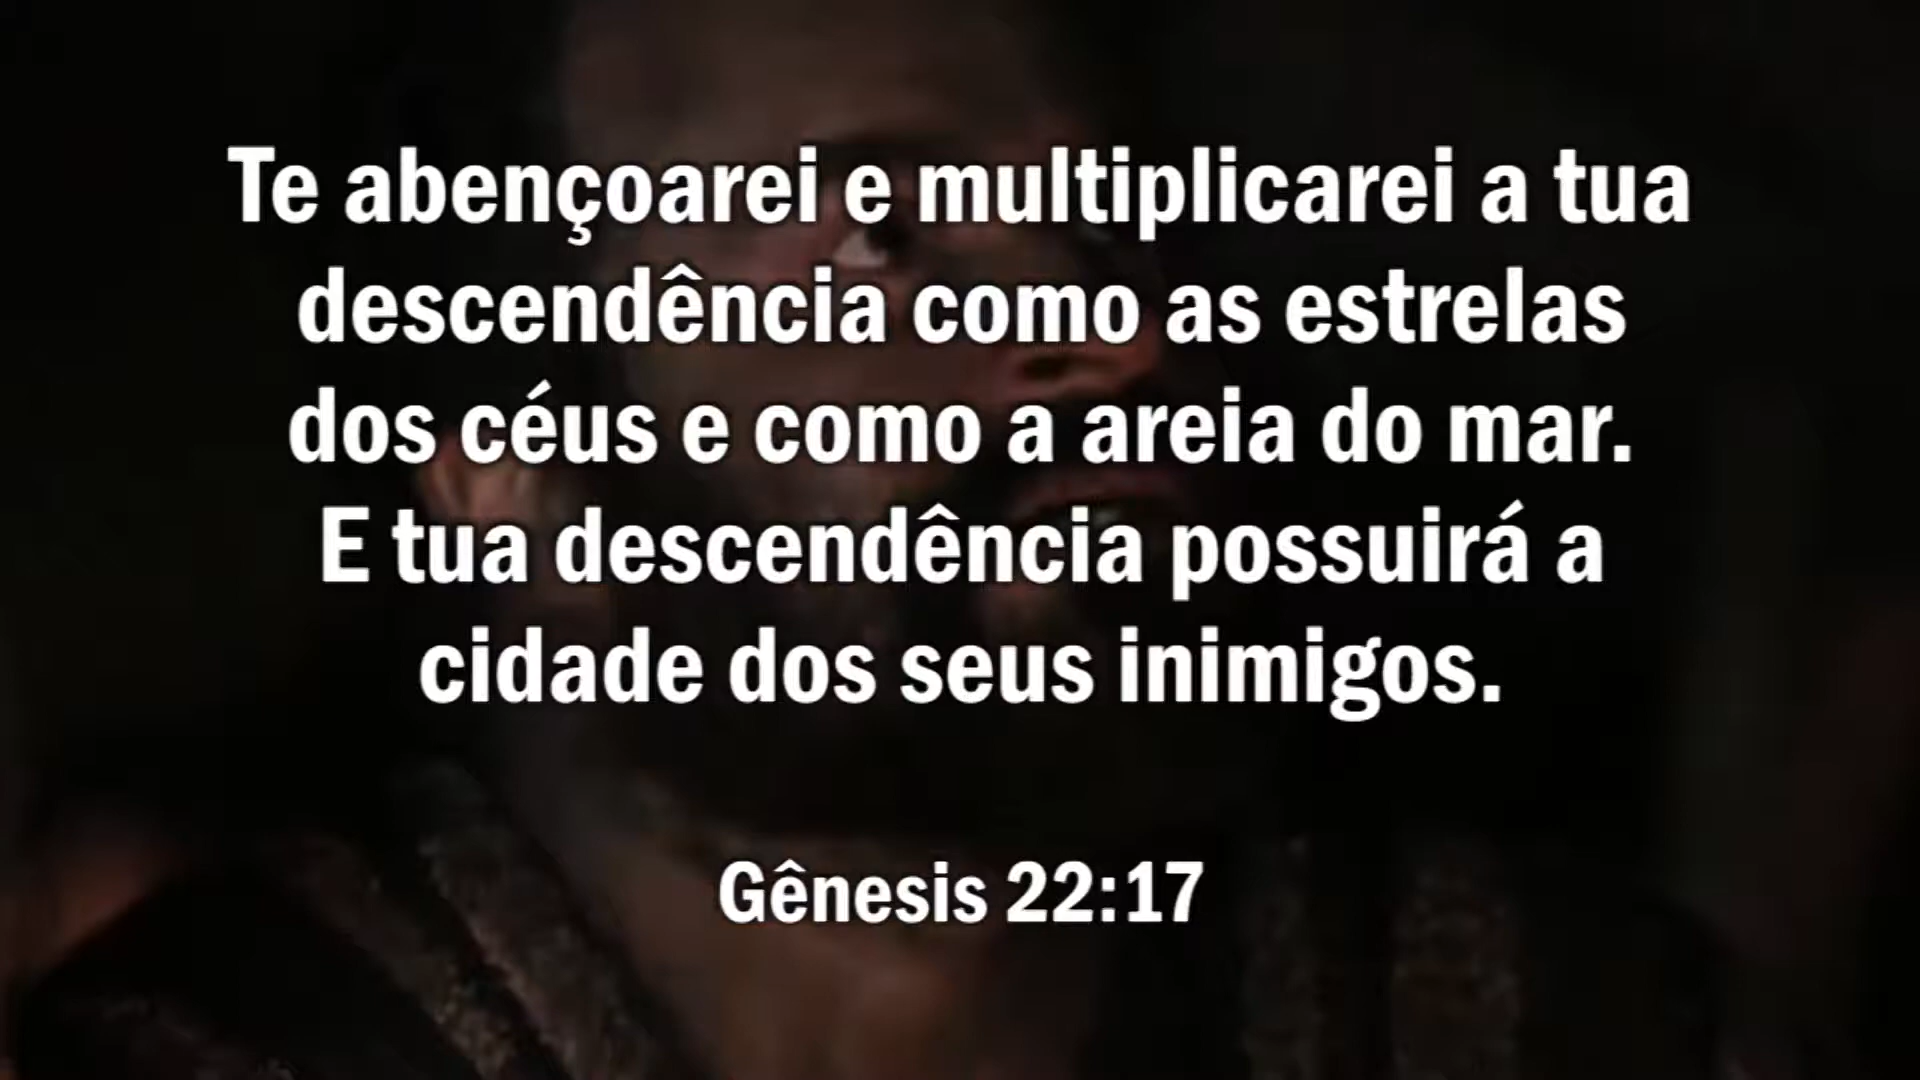 Te abençoarei e multiplicarei a tua
descendência como as estrelas
dos céus e como a areia do mar.
E tua descendência possuirá a
cidade dos seus inimigos.
Gênesis 22:17